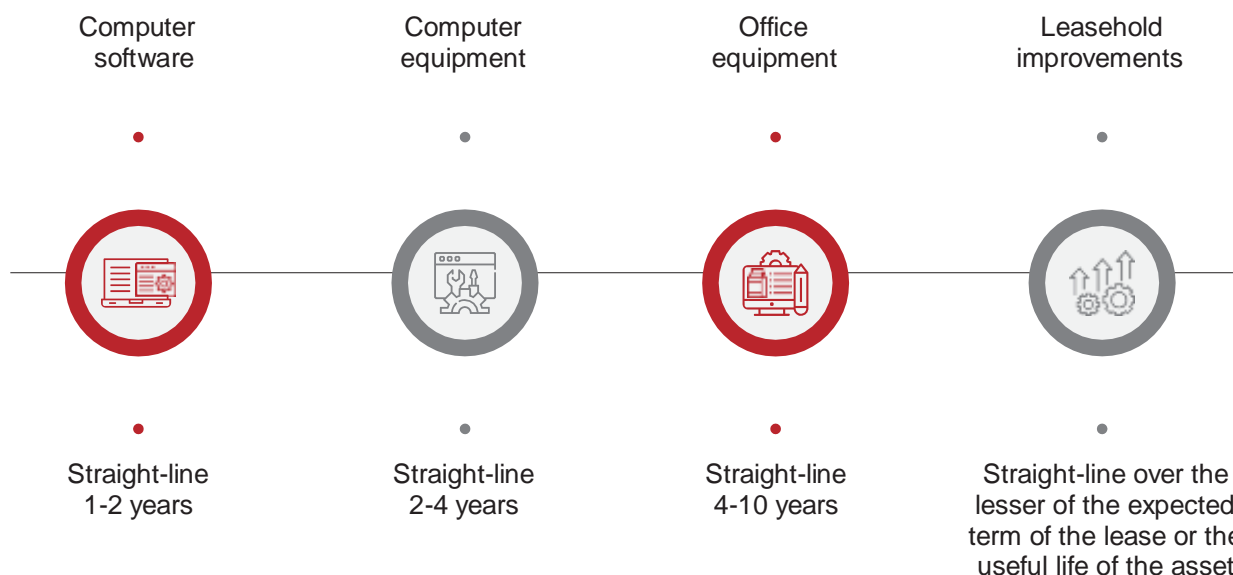 Computer
software
Computer
equipment
Office
equipment
Leasehold
improvements
Straight-line
1-2 years
Straight-line
2-4 years
Straight-line
4-10 years
Straight-line over the
lesser of the expected
term of the lease or the
useful life of the asset